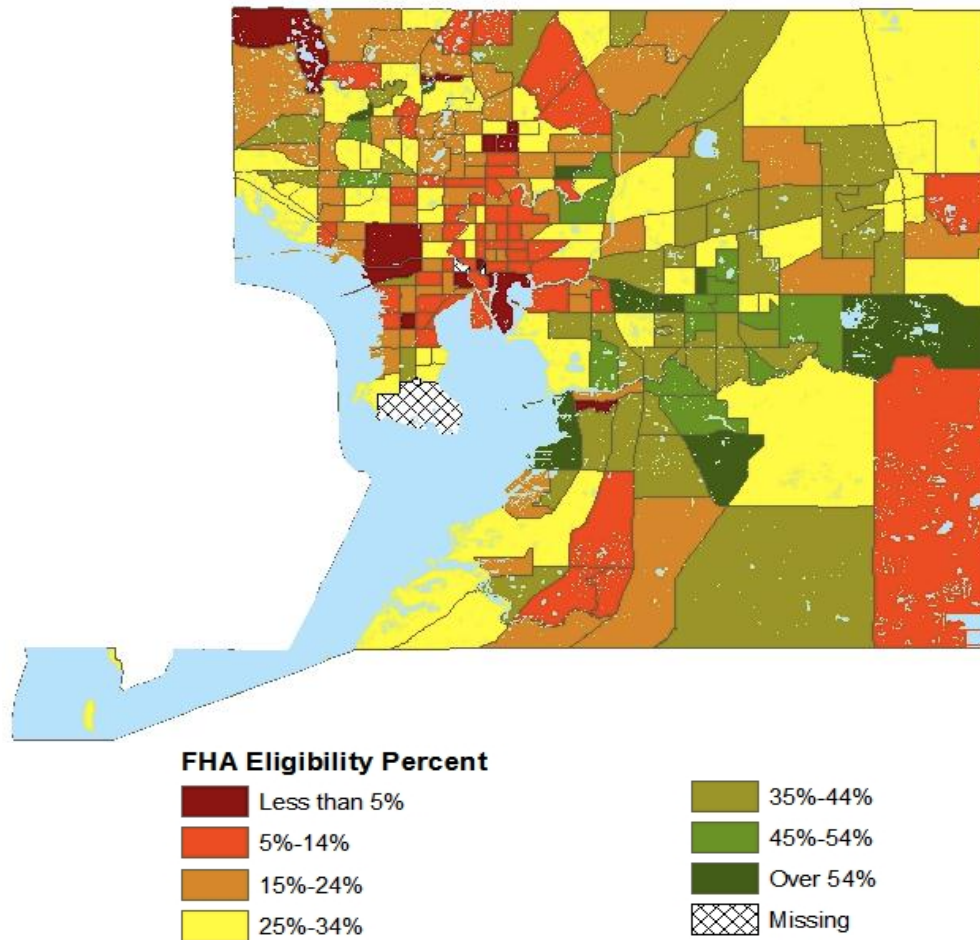 FHA Eligibility Percent
Less than 5%
5%-14%
15%-24%
25%-34%
35%-44%
45%-54%
Over 54%
Missing